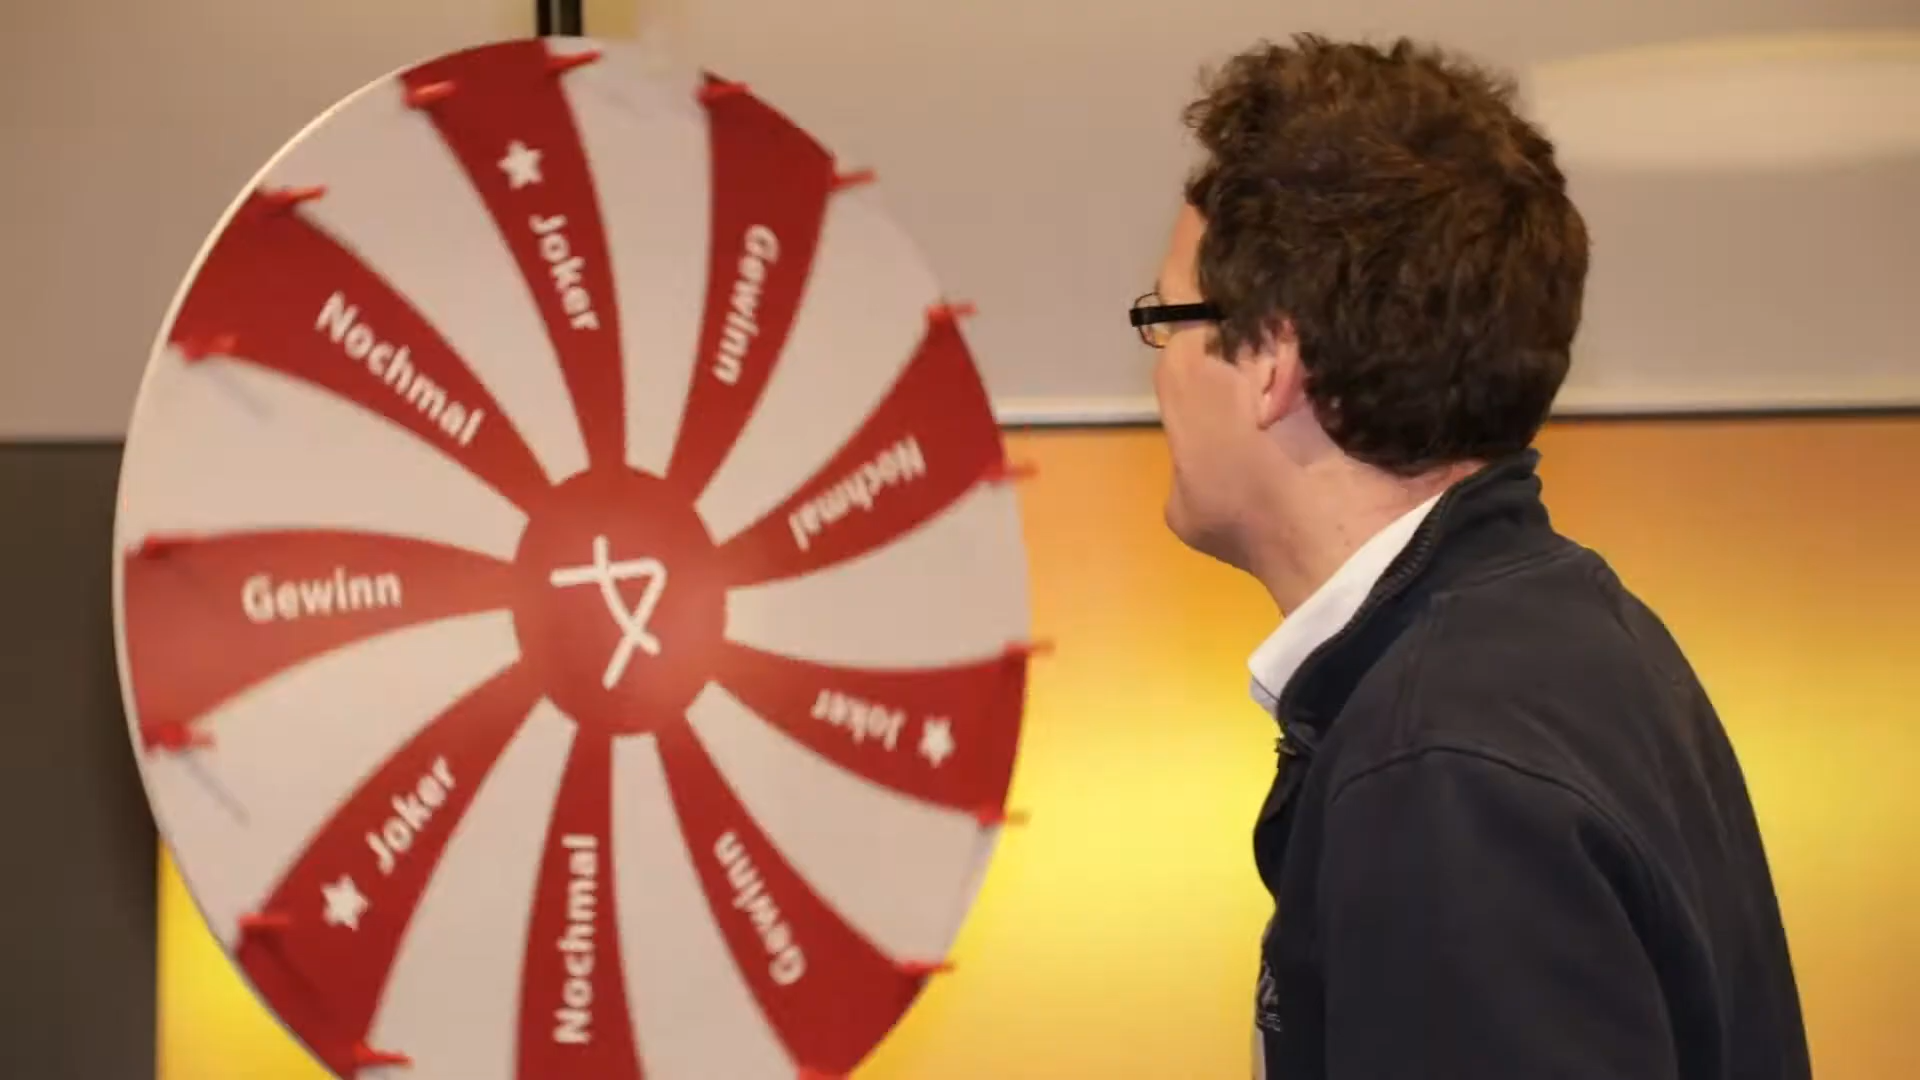 Joker
Gewinn
Nochmal
Nochmal
Gewinn
Joker
Joker
Nochmal
Gewinn